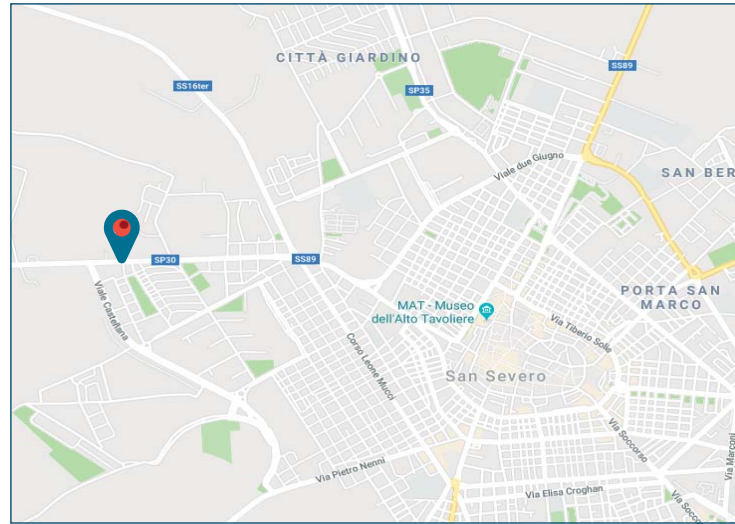 CITTÀ GIARDINO
SS89
SS16ter
SP35
Viale due Giugno
SAN BER
SP30
SS89
PORTA SAN
MARCO
Viale Castellana
MAT - Museo
dell'Alto Tavoliere
Via Tiberio Solis
Corso Leone Mucci
San Severo
Via Soccorso
Via Marconi
Via Pietro Nenni
Via Elisa Croghan
Via Socco